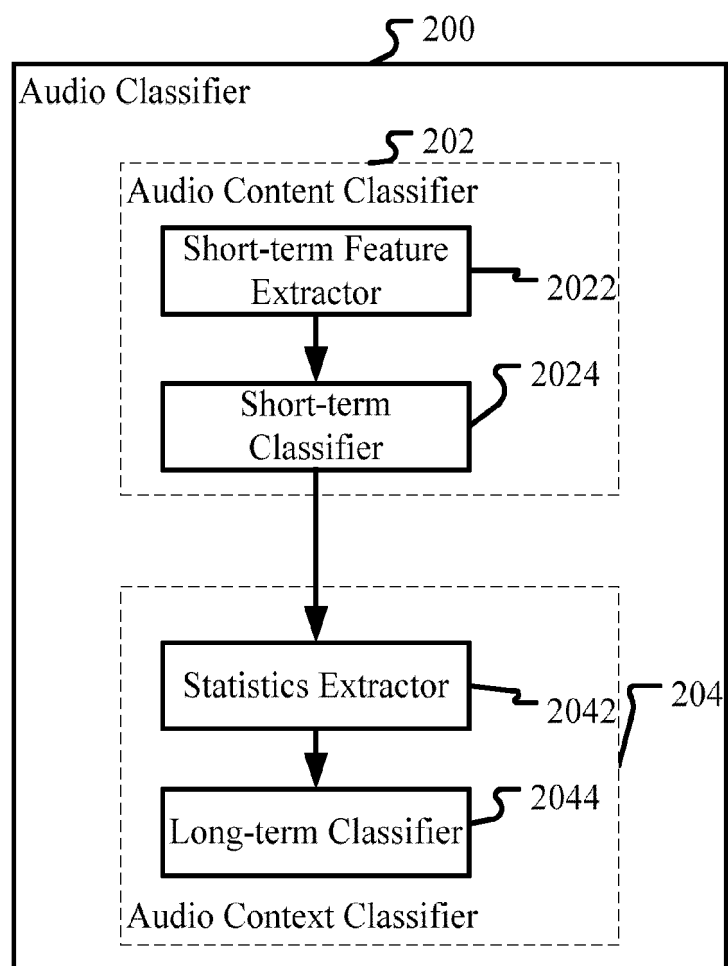 200
Audio Classifier
202
Audio Content Classifier
Short-term Feature
Extractor
2022
2024
Short-term
Classifier
Statistics Extractor
2042
204
2044
Long-term Classifier
Audio Context Classifier